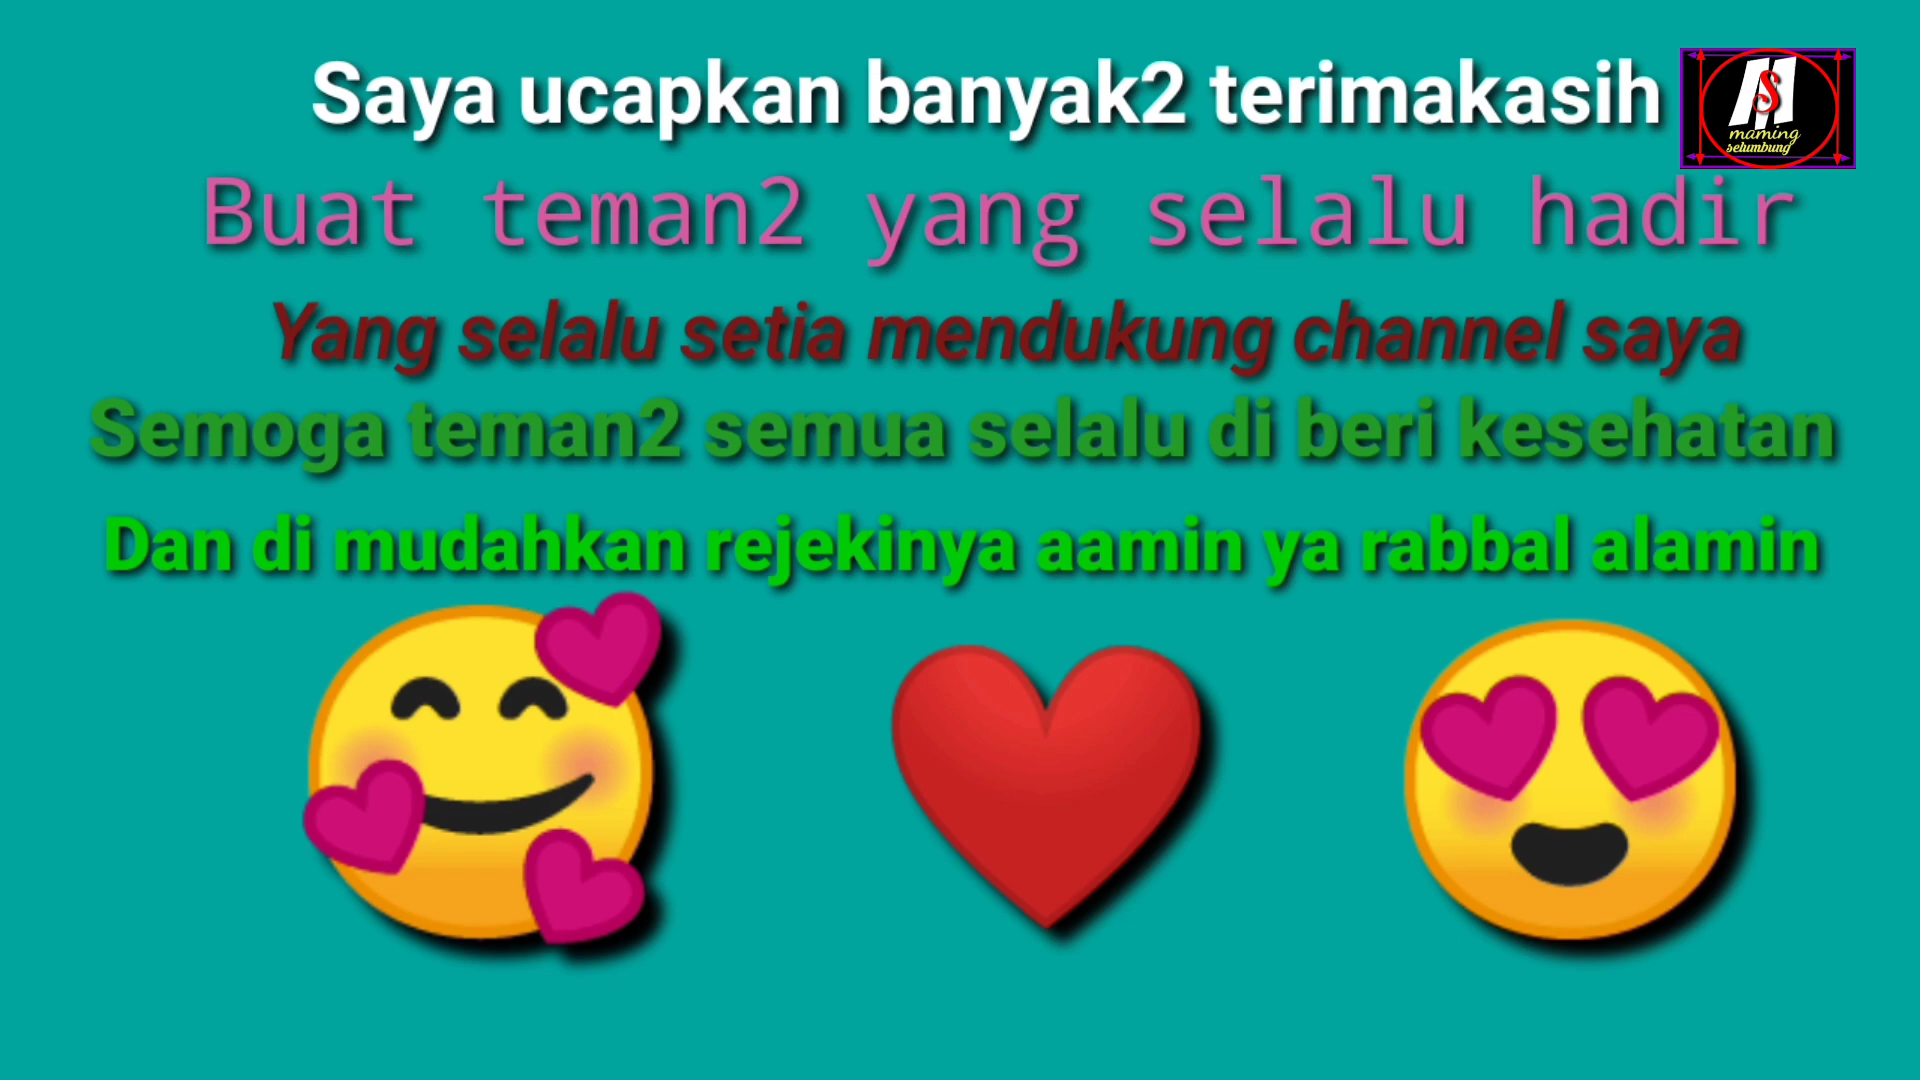 Saya ucapkan banyak2 terimakasih
MS
maming
selumbung
Buat teman2 yang selalu hadir
Yang selalu setia mendukung channel saya
Semoga teman2 semua selalu di beri kesehatan
Dan di mudahkan rejekinya aamin ya rabbal alamin